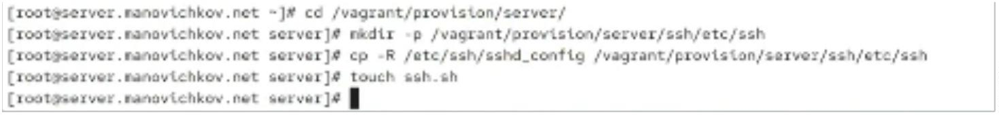 [root@server.manovichkov.net ~]# cd /vagrant/provision/server/
[root@server.manovichkov.net server]# mkdir -p /vagrant/provision/server/ssh/etc/ssh
[root@server.manovichkov.net server]# cp -R /etc/ssh/sshd_config /vagrant/provision/server/ssh/etc/ssh
[root@server.manovichkov.net server]# touch ssh.sh
[root@server.manovichkov.net server]#